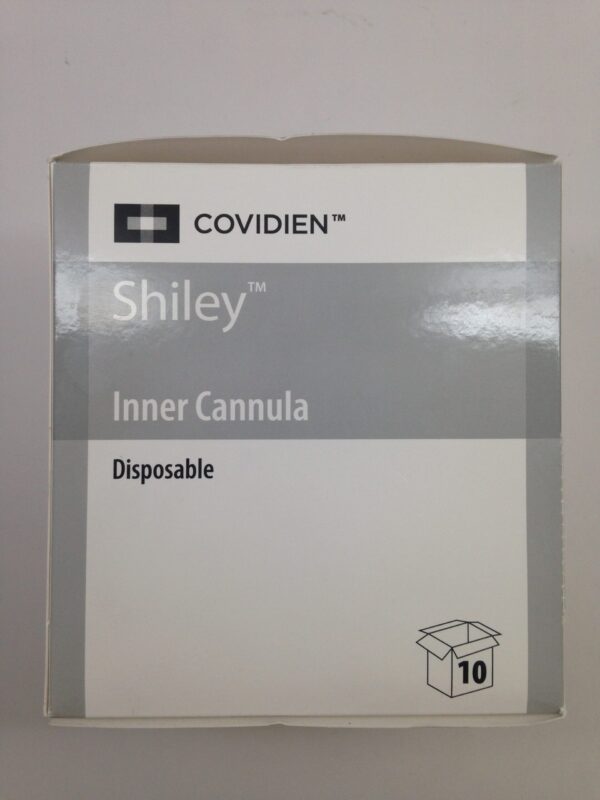 COVIDIEN™
Shiley™
Inner Cannula
Disposable
10